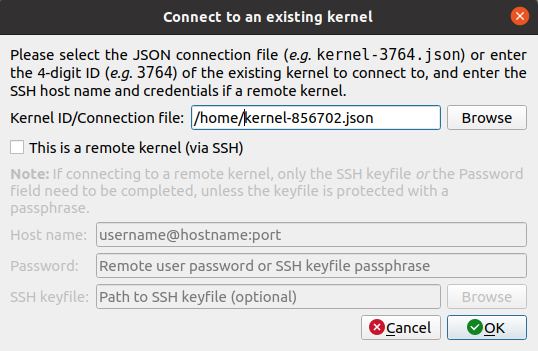 Connect to an existing kernel
Please select the JSON connection file (e.g. kernel-3764.json) or enter
the 4-digit ID (e.g. 3764) of the existing kernel to connect to, and enter the
SSH host name and credentials if a remote kernel.
Kernel ID/Connection file: /home/kernel-856702.json Browse
This is a remote kernel (via SSH)
Note: If connecting to a remote kernel, only the SSH keyfile or the Password
field need to be completed, unless the keyfile is protected with a
passphrase.
Host name: username@hostname:port
Password: Remote user password or SSH keyfile passphrase
SSH keyfile: Path to SSH keyfile (optional) Browse
Cancel OK